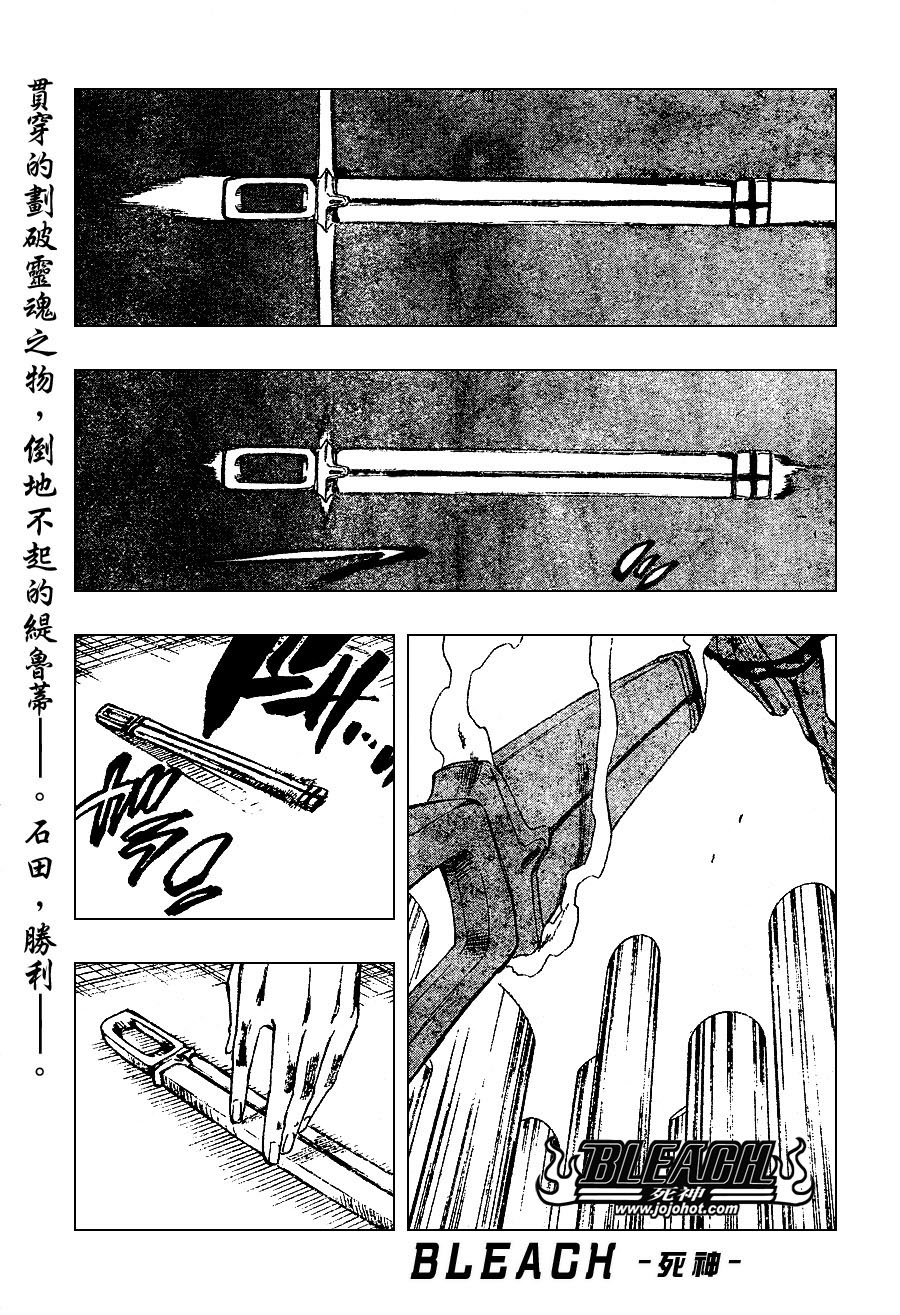 貫穿的劃破靈魂之物，倒地不起的緹魯蒂——。石田，勝利——。
BLEACH
死神
www.jojohot.com
BLEACH -死神-